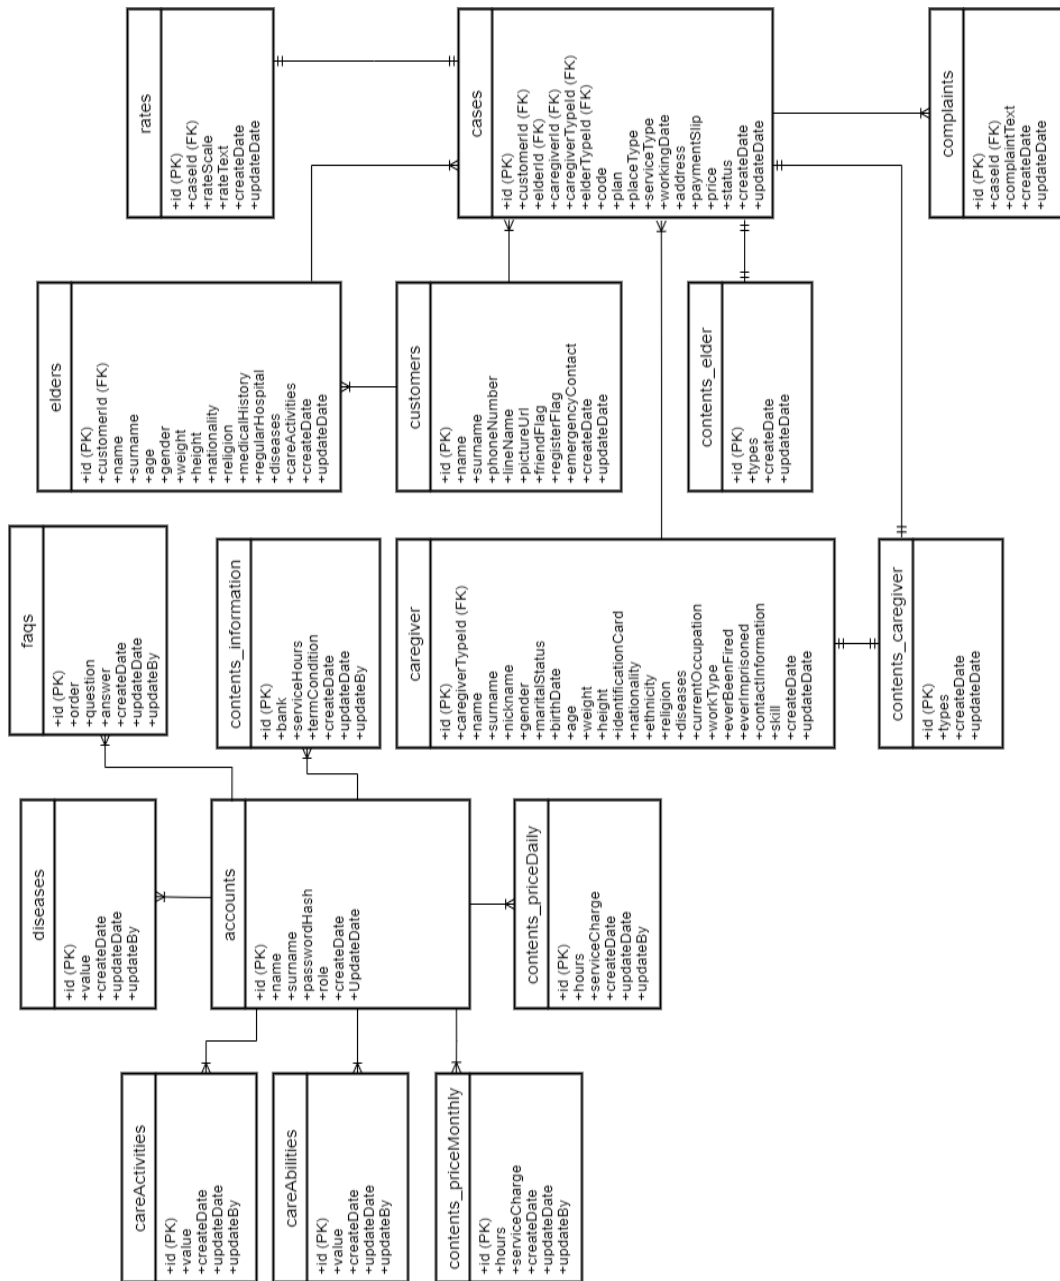 careActivities
+id (PK)
+value
+createDate
+updateDate
+updateBy
diseases
+id (PK)
+value
+createDate
+updateDate
+updateBy
faqs
+id (PK)
+order
+question
+answer
+createDate
+updateDate
+updateBy
elders
+id (PK)
+customerId (FK)
+name
+surname
+age
+gender
+weight
+height
+nationality
+religion
+medicalHistory
+regularHospital
+diseases
+careActivities
+createDate
+updateDate
rates
+id (PK)
+caseId (FK)
+rateScale
+rateText
+createDate
+updateDate
careAbilities
+id (PK)
+value
+createDate
+updateDate
+updateBy
accounts
+id (PK)
+name
+surname
+passwordHash
+role
+createDate
+UpdateDate
contents_information
+id (PK)
+bank
+serviceHours
+termCondition
+createDate
+updateDate
+updateBy
customers
+id (PK)
+name
+surname
+phoneNumber
+lineName
+pictureUrl
+friendFlag
+registerFlag
+emergencyContact
+createDate
+updateDate
cases
+id (PK)
+customerId (FK)
+elderId (FK)
+caregiverId (FK)
+caregiverTypeId (FK)
+elderTypeId (FK)
+code
+plan
+placeType
+serviceType
+workingDate
+address
+paymentSlip
+price
+status
+createDate
+updateDate
contents_priceMonthly
+id (PK)
+hours
+serviceCharge
+createDate
+updateDate
+updateBy
contents_priceDaily
+id (PK)
+hours
+serviceCharge
+createDate
+updateDate
+updateBy
caregiver
+id (PK)
+caregiverTypeId (FK)
+name
+surname
+nickname
+gender
+maritalStatus
+birthDate
+age
+weight
+height
+identificationCard
+nationality
+ethnicity
+religion
+diseases
+currentOccupation
+workType
+everBeenFired
+everImprisoned
+contactInformation
+skill
+createDate
+updateDate
contents_elder
+id (PK)
+types
+createDate
+updateDate
contents_caregiver
+id (PK)
+types
+createDate
+updateDate
complaints
+id (PK)
+caseId (FK)
+complaintText
+createDate
+updateDate